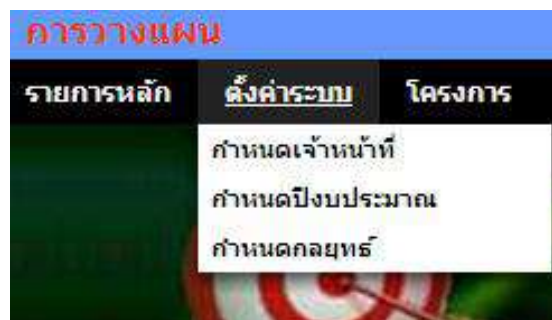 การวางแผน
รายการหลัก ตั้งค่าระบบ โครงการ
กำหนดเจ้าหน้าที่
กำหนดปีงบประมาณ
กำหนดกลยุทธ์